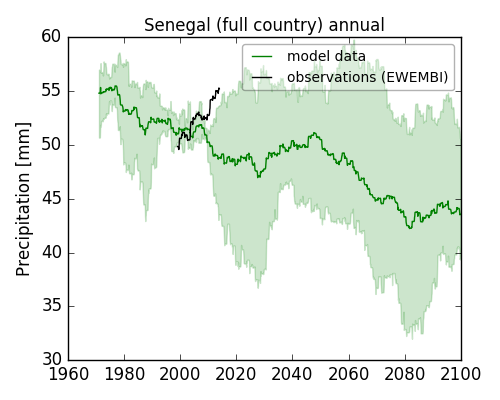 Senegal (full country) annual
model data
observations (EWEMBI)
Precipitation [mm]
60
55
50
45
40
35
30
1960 1980 2000 2020 2040 2060 2080 2100